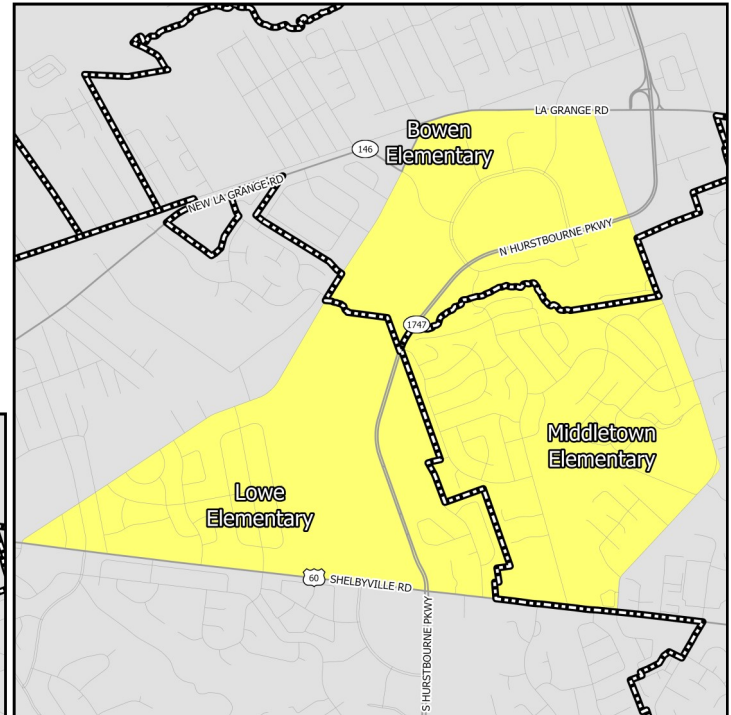 LA GRANGE RD
Bowen
Elementary
146
NEW LA GRANGE RD
N HURSTBOURNE PKWY
1747
Middletown
Elementary
Lowe
Elementary
60
SHELBYVILLE RD
S HURSTBOURNE PKWY